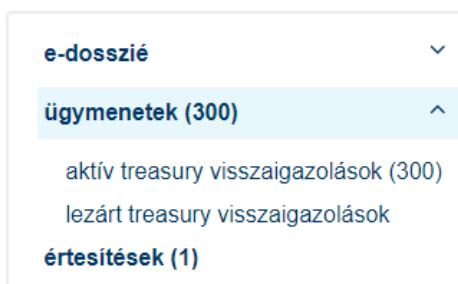 e-dosszié
ügymenetek (300)
aktív treasury visszaigazolások (300)
lezárt treasury visszaigazolások
értesítések (1)